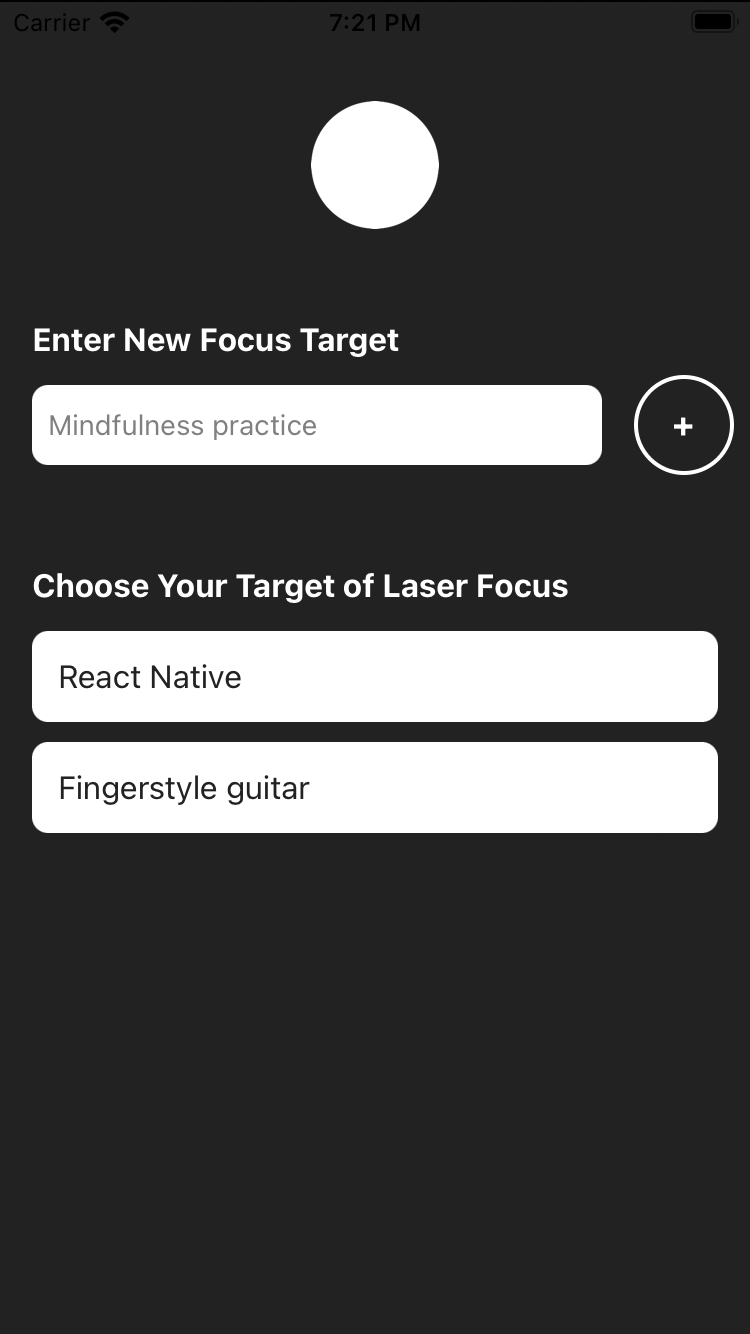 Carrier 7:21 PM
Enter New Focus Target
Mindfulness practice +
Choose Your Target of Laser Focus
React Native
Fingerstyle guitar